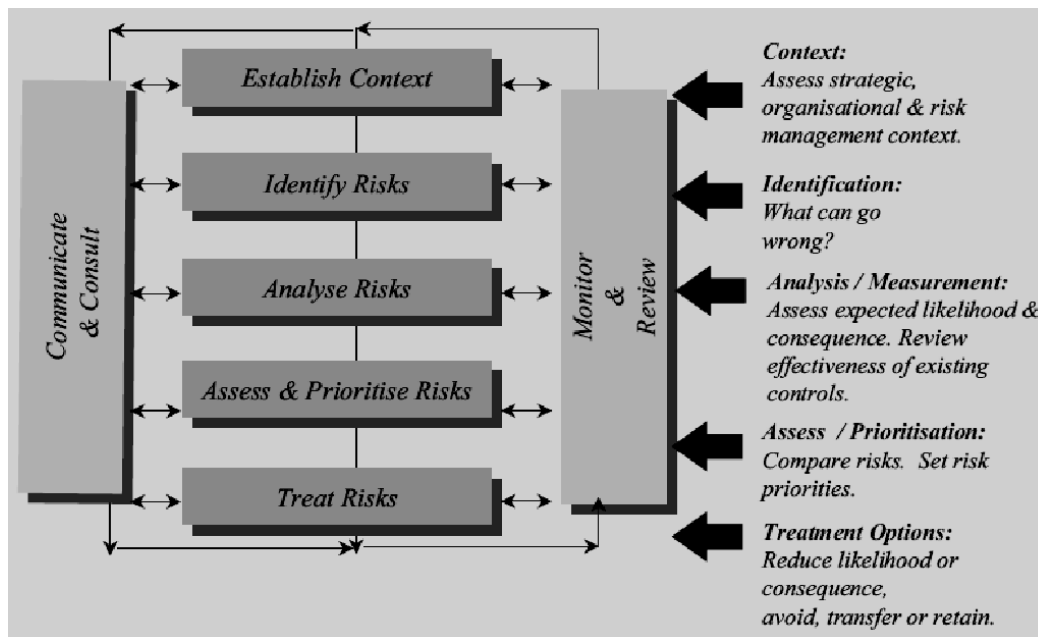 Communicate
& Consult
Establish Context
Identify Risks
Analyse Risks
Assess & Prioritise Risks
Treat Risks
Monitor
&
Review
Context:
Assess strategic,
organisational & risk
management context.
Identification:
What can go
wrong?
Analysis / Measurement:
Assess expected likelihood &
consequence. Review
effectiveness of existing
controls.
Assess / Prioritisation:
Compare risks. Set risk
priorities.
Treatment Options:
Reduce likelihood or
consequence,
avoid, transfer or retain.